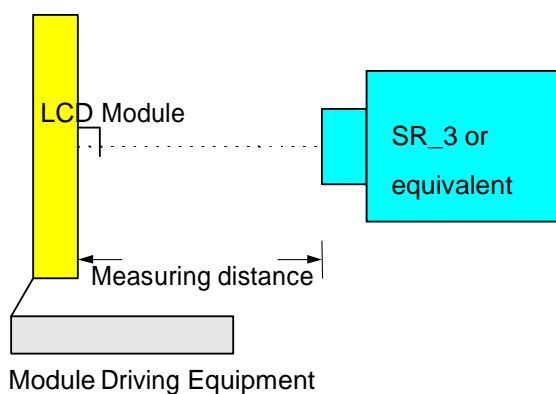 LCD Module
SR_3 or
equivalent
Measuring distance
Module Driving Equipment